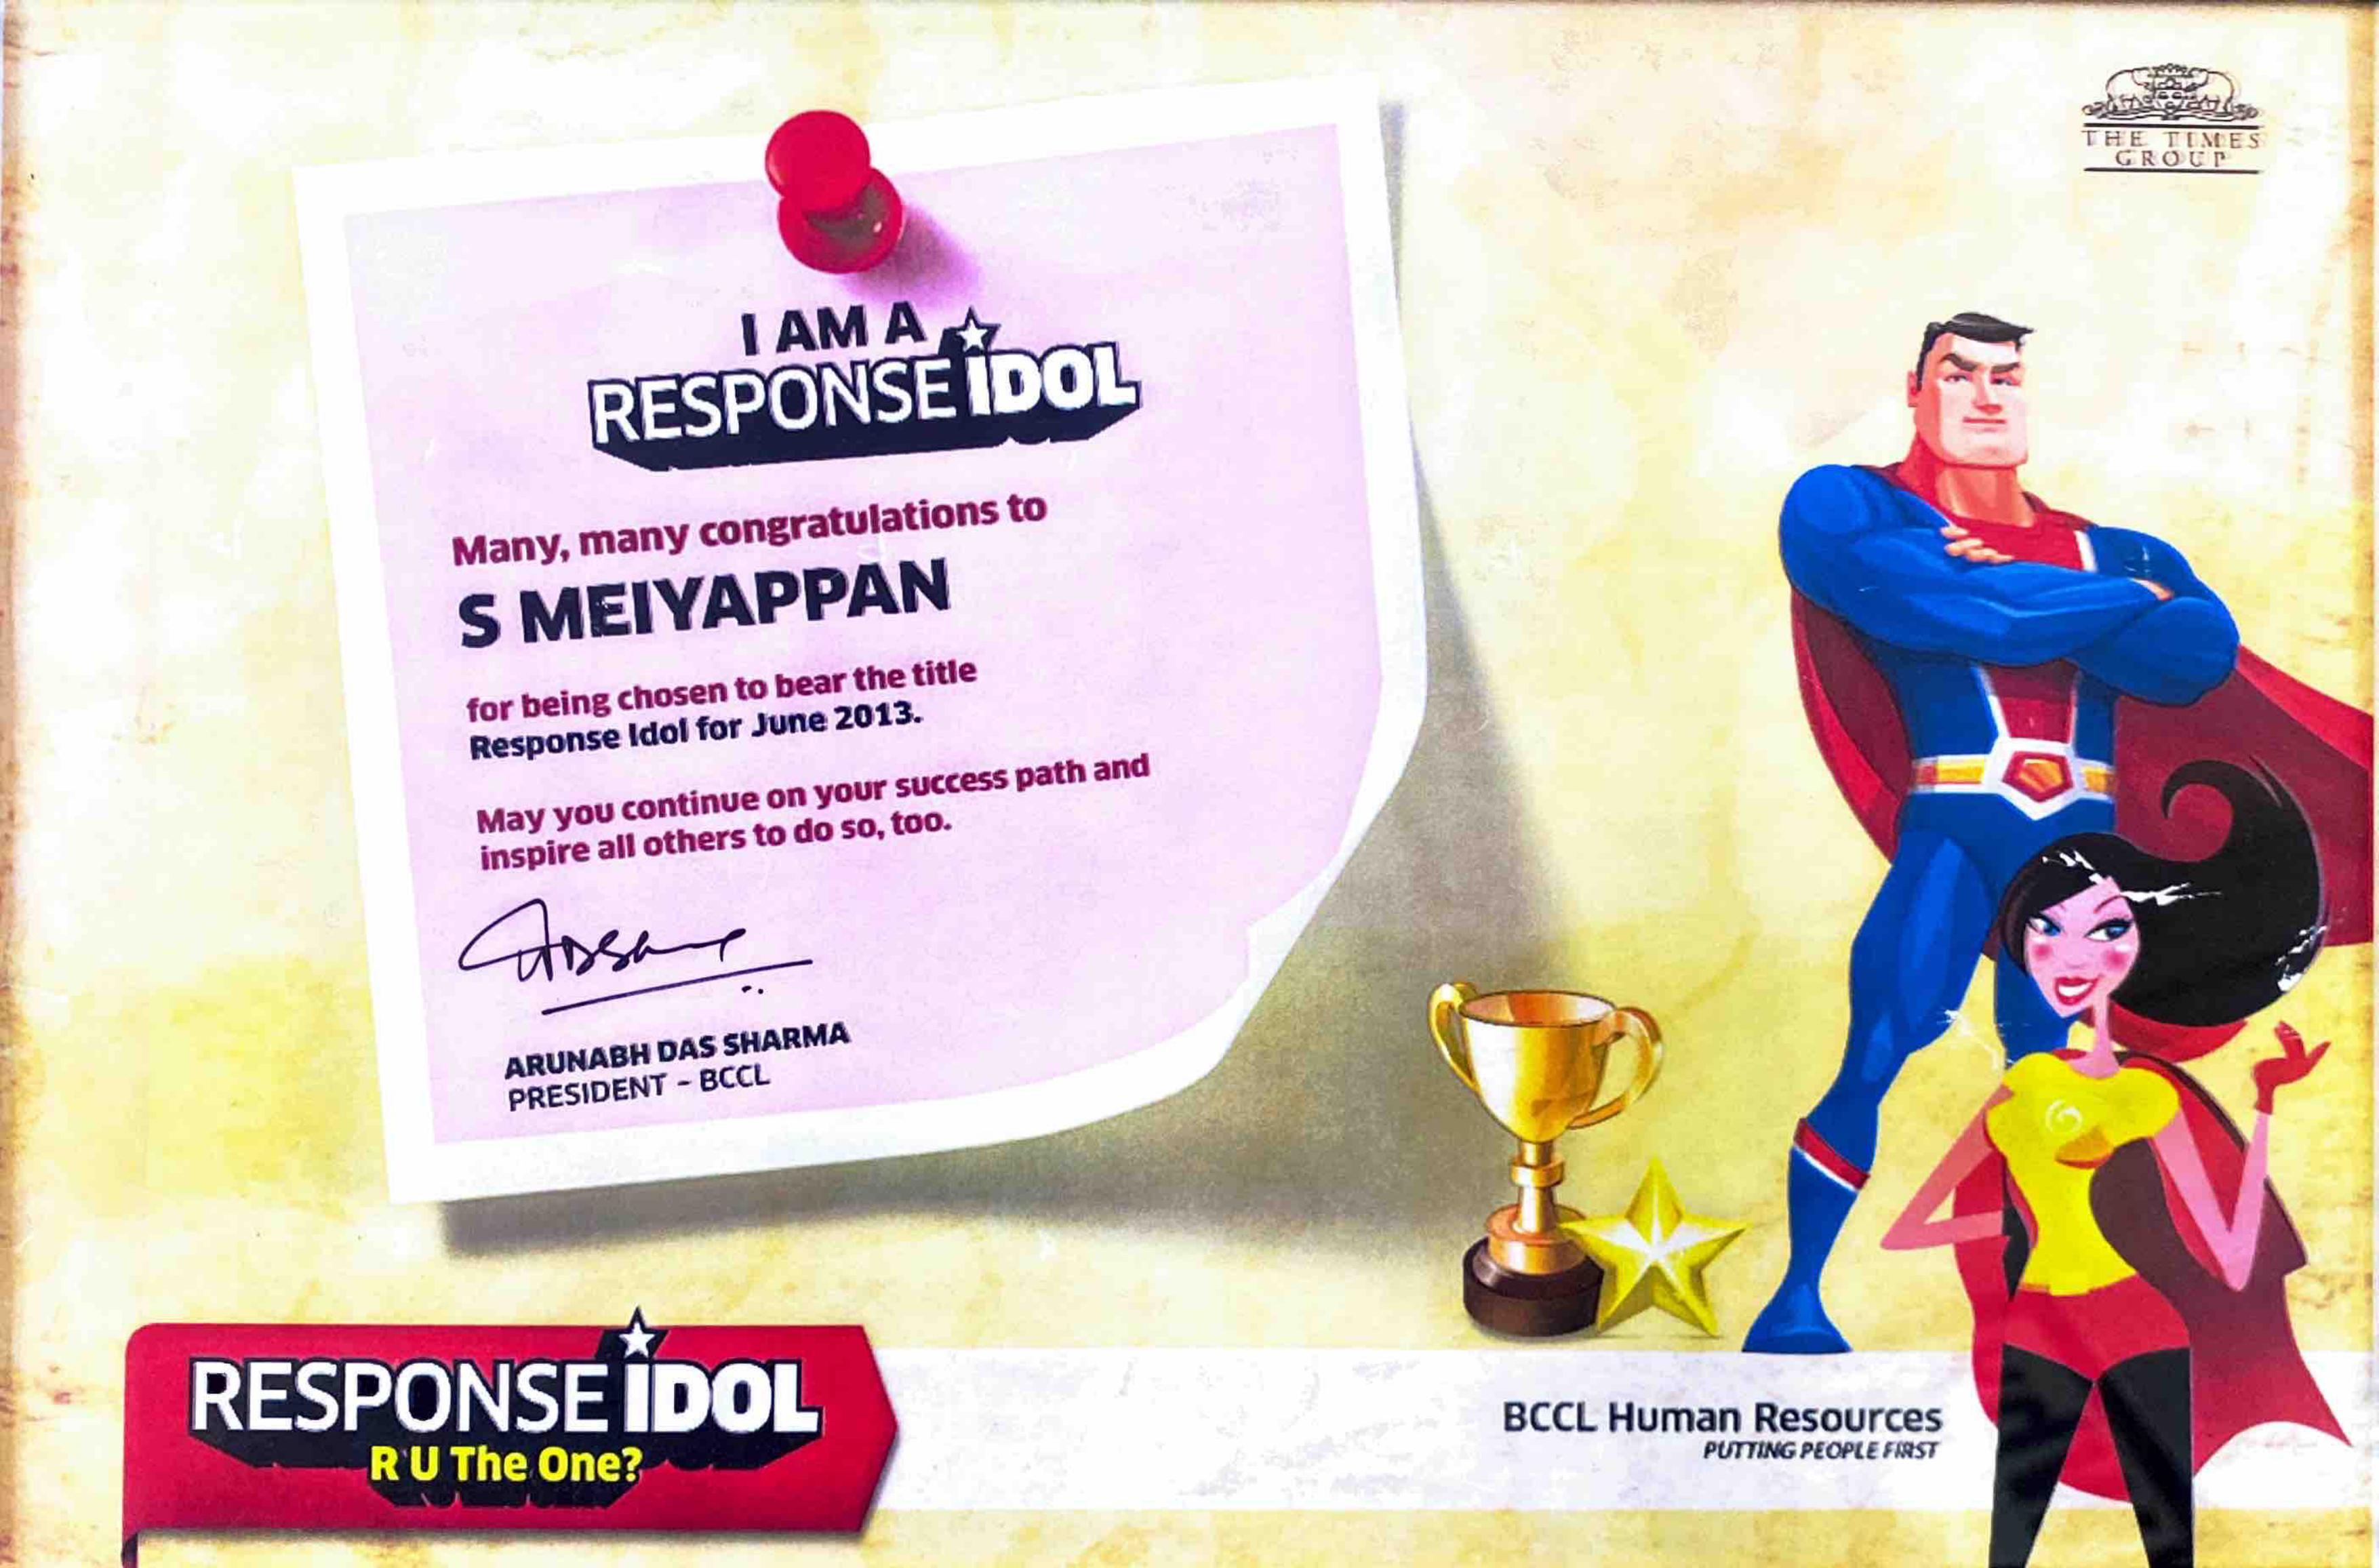 THE TIMES
GROUP
I AM A
RESPONSE IDOL
Many, many congratulations to
S MEIYAPPAN
for being chosen to bear the title
Response Idol for June 2013.
May you continue on your success path and
inspire all others to do so, too.
ARUNABH DAS SHARMA
PRESIDENT - BCCL
RESPONSE IDOL
R U The One?
BCCL Human Resources
PUTTING PEOPLE FIRST